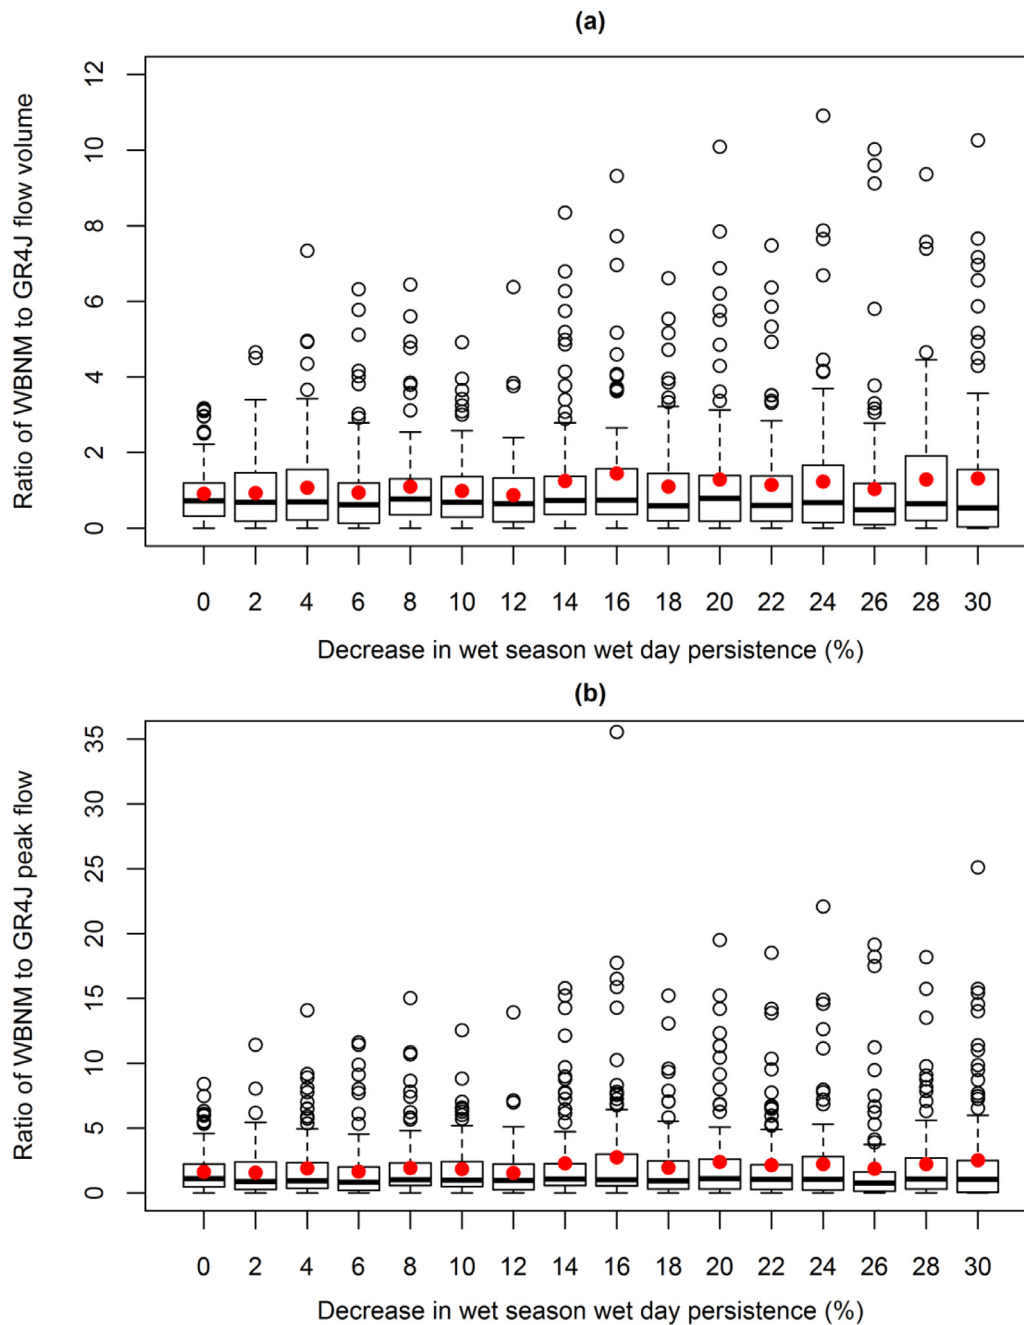 (a)
Ratio of WBNM to GR4J flow volume
12
10
8
6
4
2
0
0 2 4 6 8 10 12 14 16 18 20 22 24 26 28 30
Decrease in wet season wet day persistence (%)
(b)
Ratio of WBNM to GR4J peak flow
35
30
25
20
15
10
5
0
0 2 4 6 8 10 12 14 16 18 20 22 24 26 28 30
Decrease in wet season wet day persistence (%)